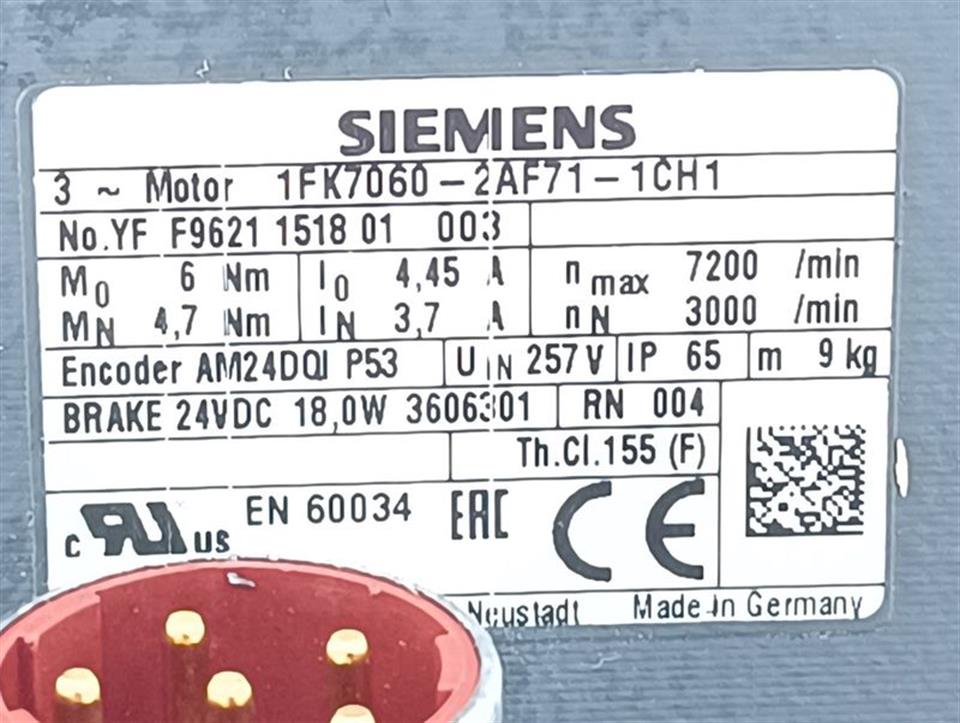 SIEMENS
3 ~ Motor 1FK7060-2AF71-1CH1
No.YF F9621 1518 01 003
M0 6 Nm I0 4,45 A n max 7200 /min
MN 4,7 Nm IN 3,7 A nN 3000 /min
Encoder AM24DQI P53 U IN 257 V IP 65 m 9 kg
BRAKE 24VDC 18,0W 3606301 RN 004
Th.Cl.155 (F)
c RU US EN 60034 EAC CE
Neustadt Made in Germany